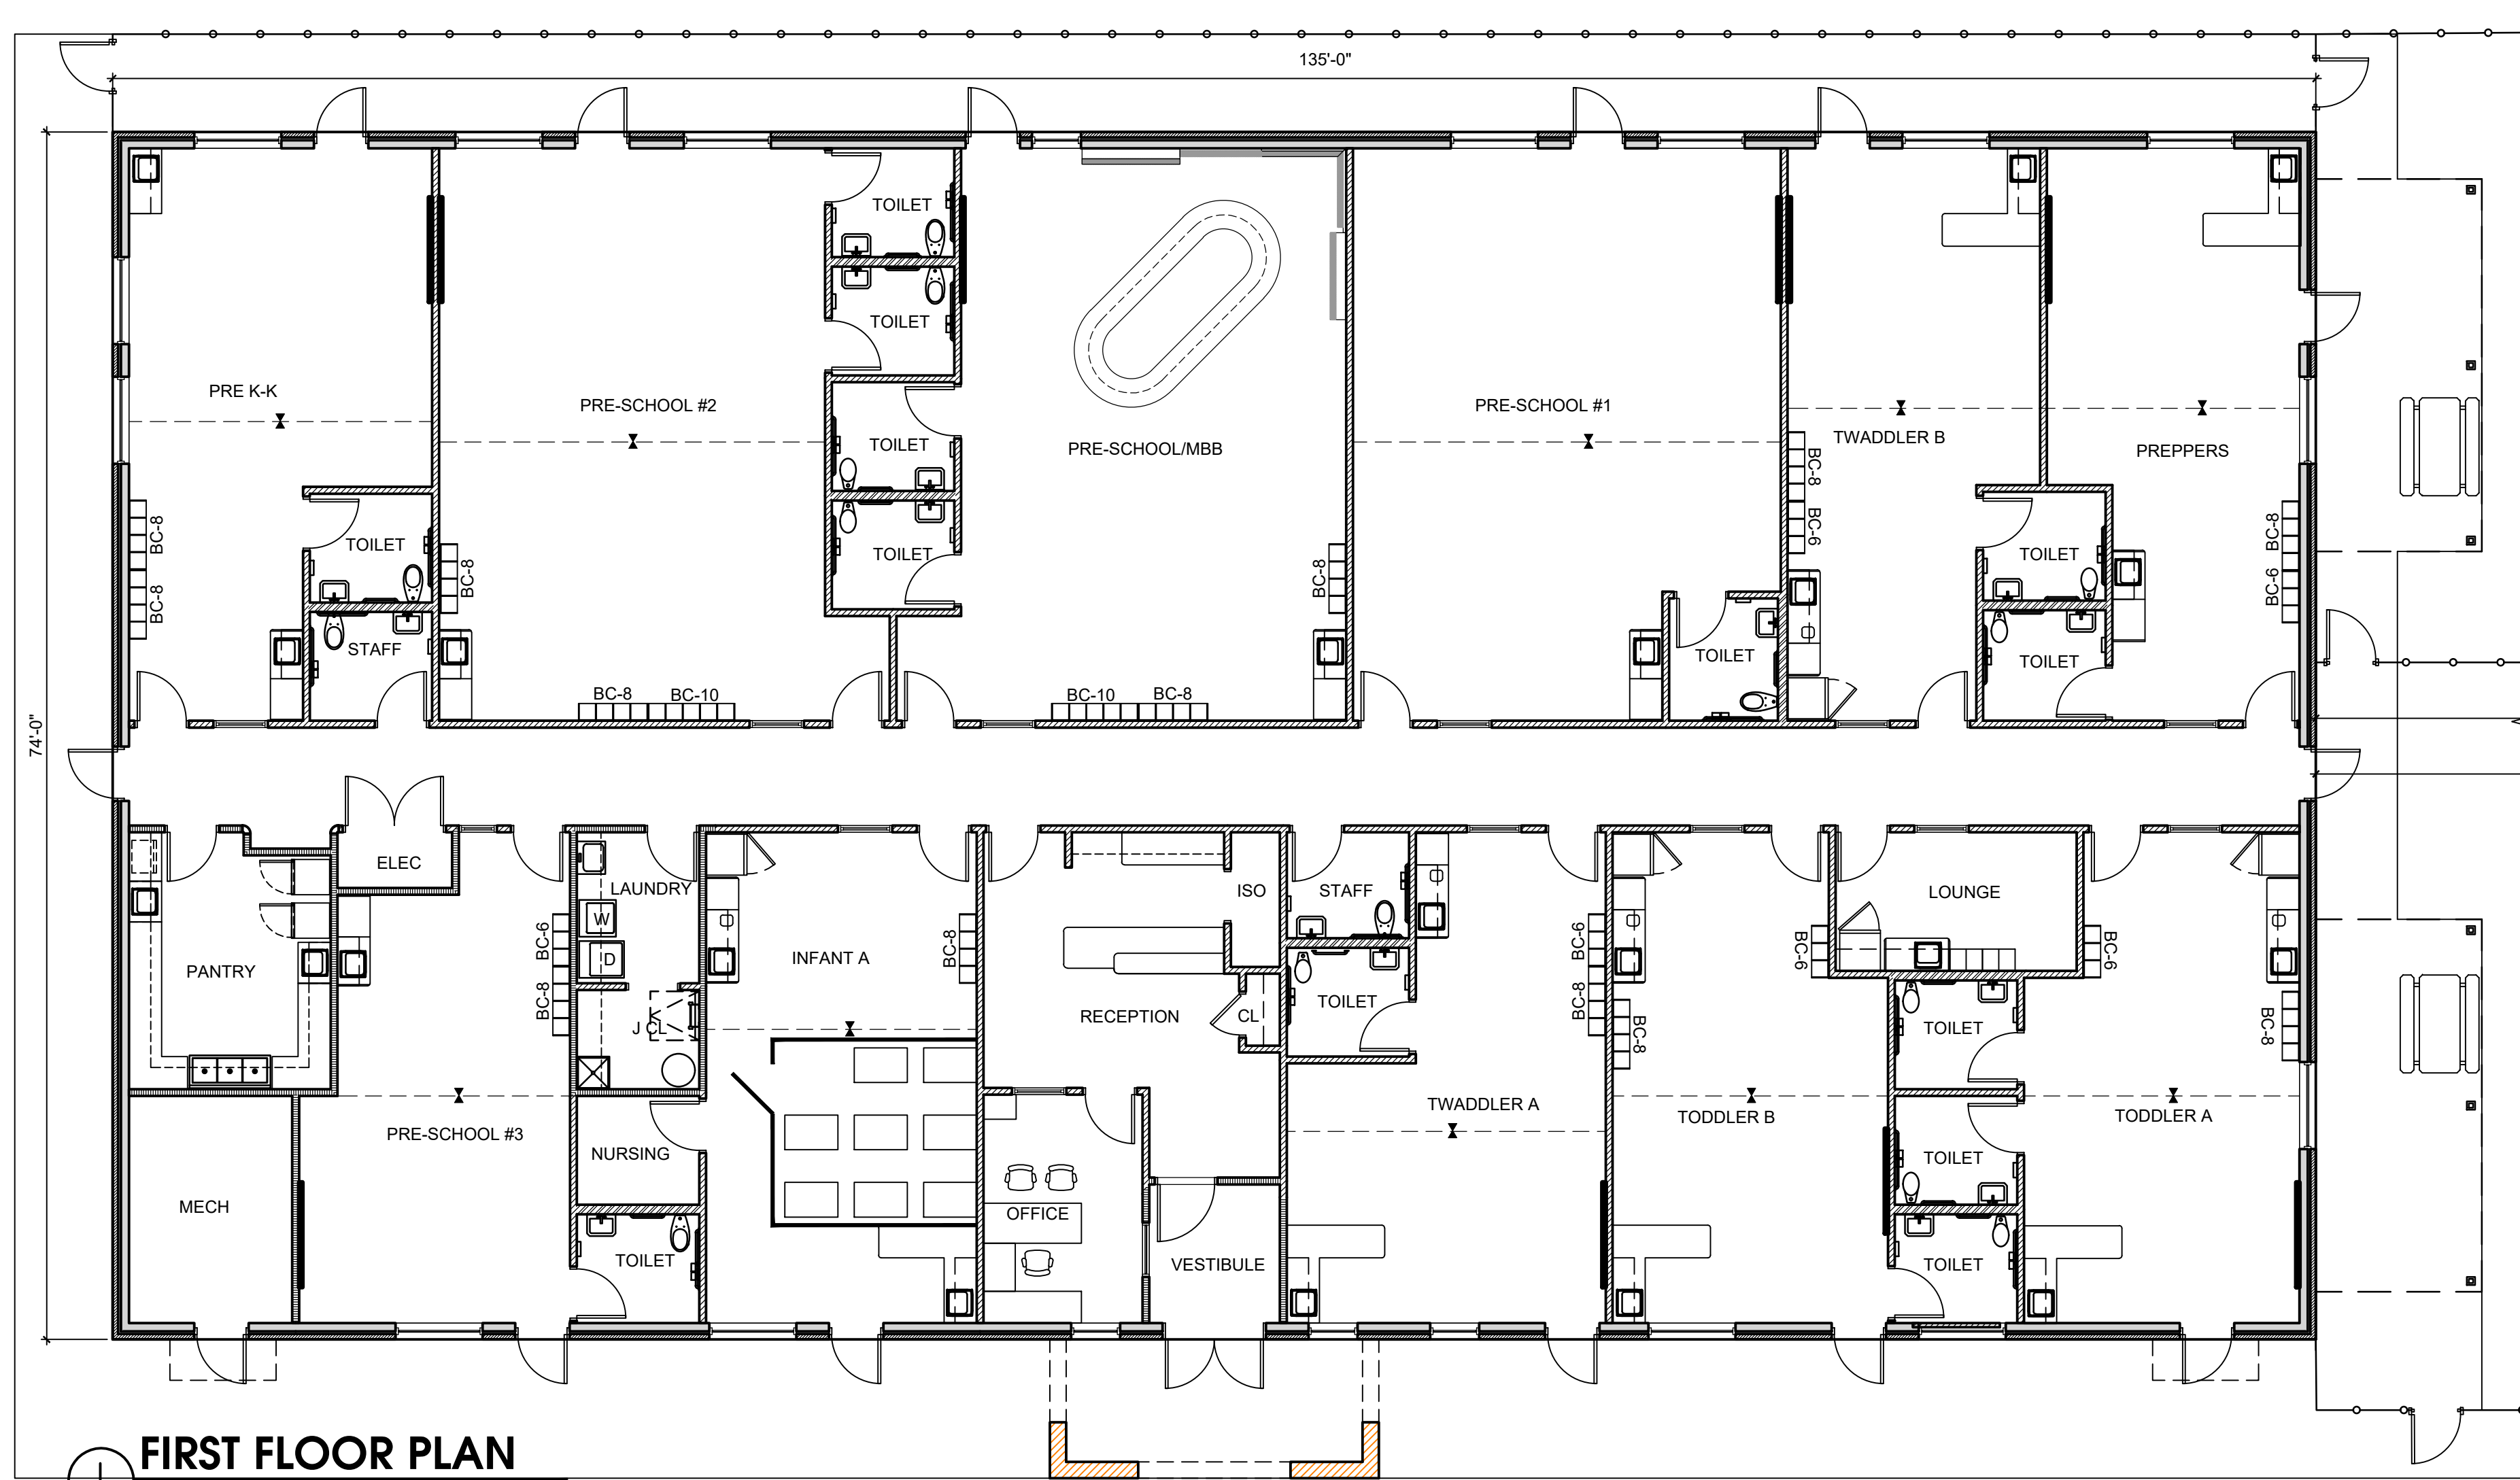 135'-0"
74'-0"
TOILET
TOILET
PRE K-K
PRE-SCHOOL #2
PRE-SCHOOL #1
TWADDLER B
TOILET
PRE-SCHOOL/MBB
PREPPERS
BC-8
BC-8
BC-6
BC-8
BC-6
BC-8
BC-8
TOILET
BC-8
TOILET
BC-8
TOILET
STAFF
TOILET
TOILET
BC-8
BC-10
BC-10
BC-8
ELEC
LAUNDRY
ISO
STAFF
LOUNGE
W
D
PANTRY
BC-6
BC-8
INFANT A
BC-8
BC-6
BC-8
BC-6
BC-6
J CL
RECEPTION
CL
TOILET
BC-8
TOILET
BC-8
TWADDLER A
TODDLER B
TODDLER A
PRE-SCHOOL #3
NURSING
TOILET
MECH
OFFICE
TOILET
VESTIBULE
TOILET
FIRST FLOOR PLAN